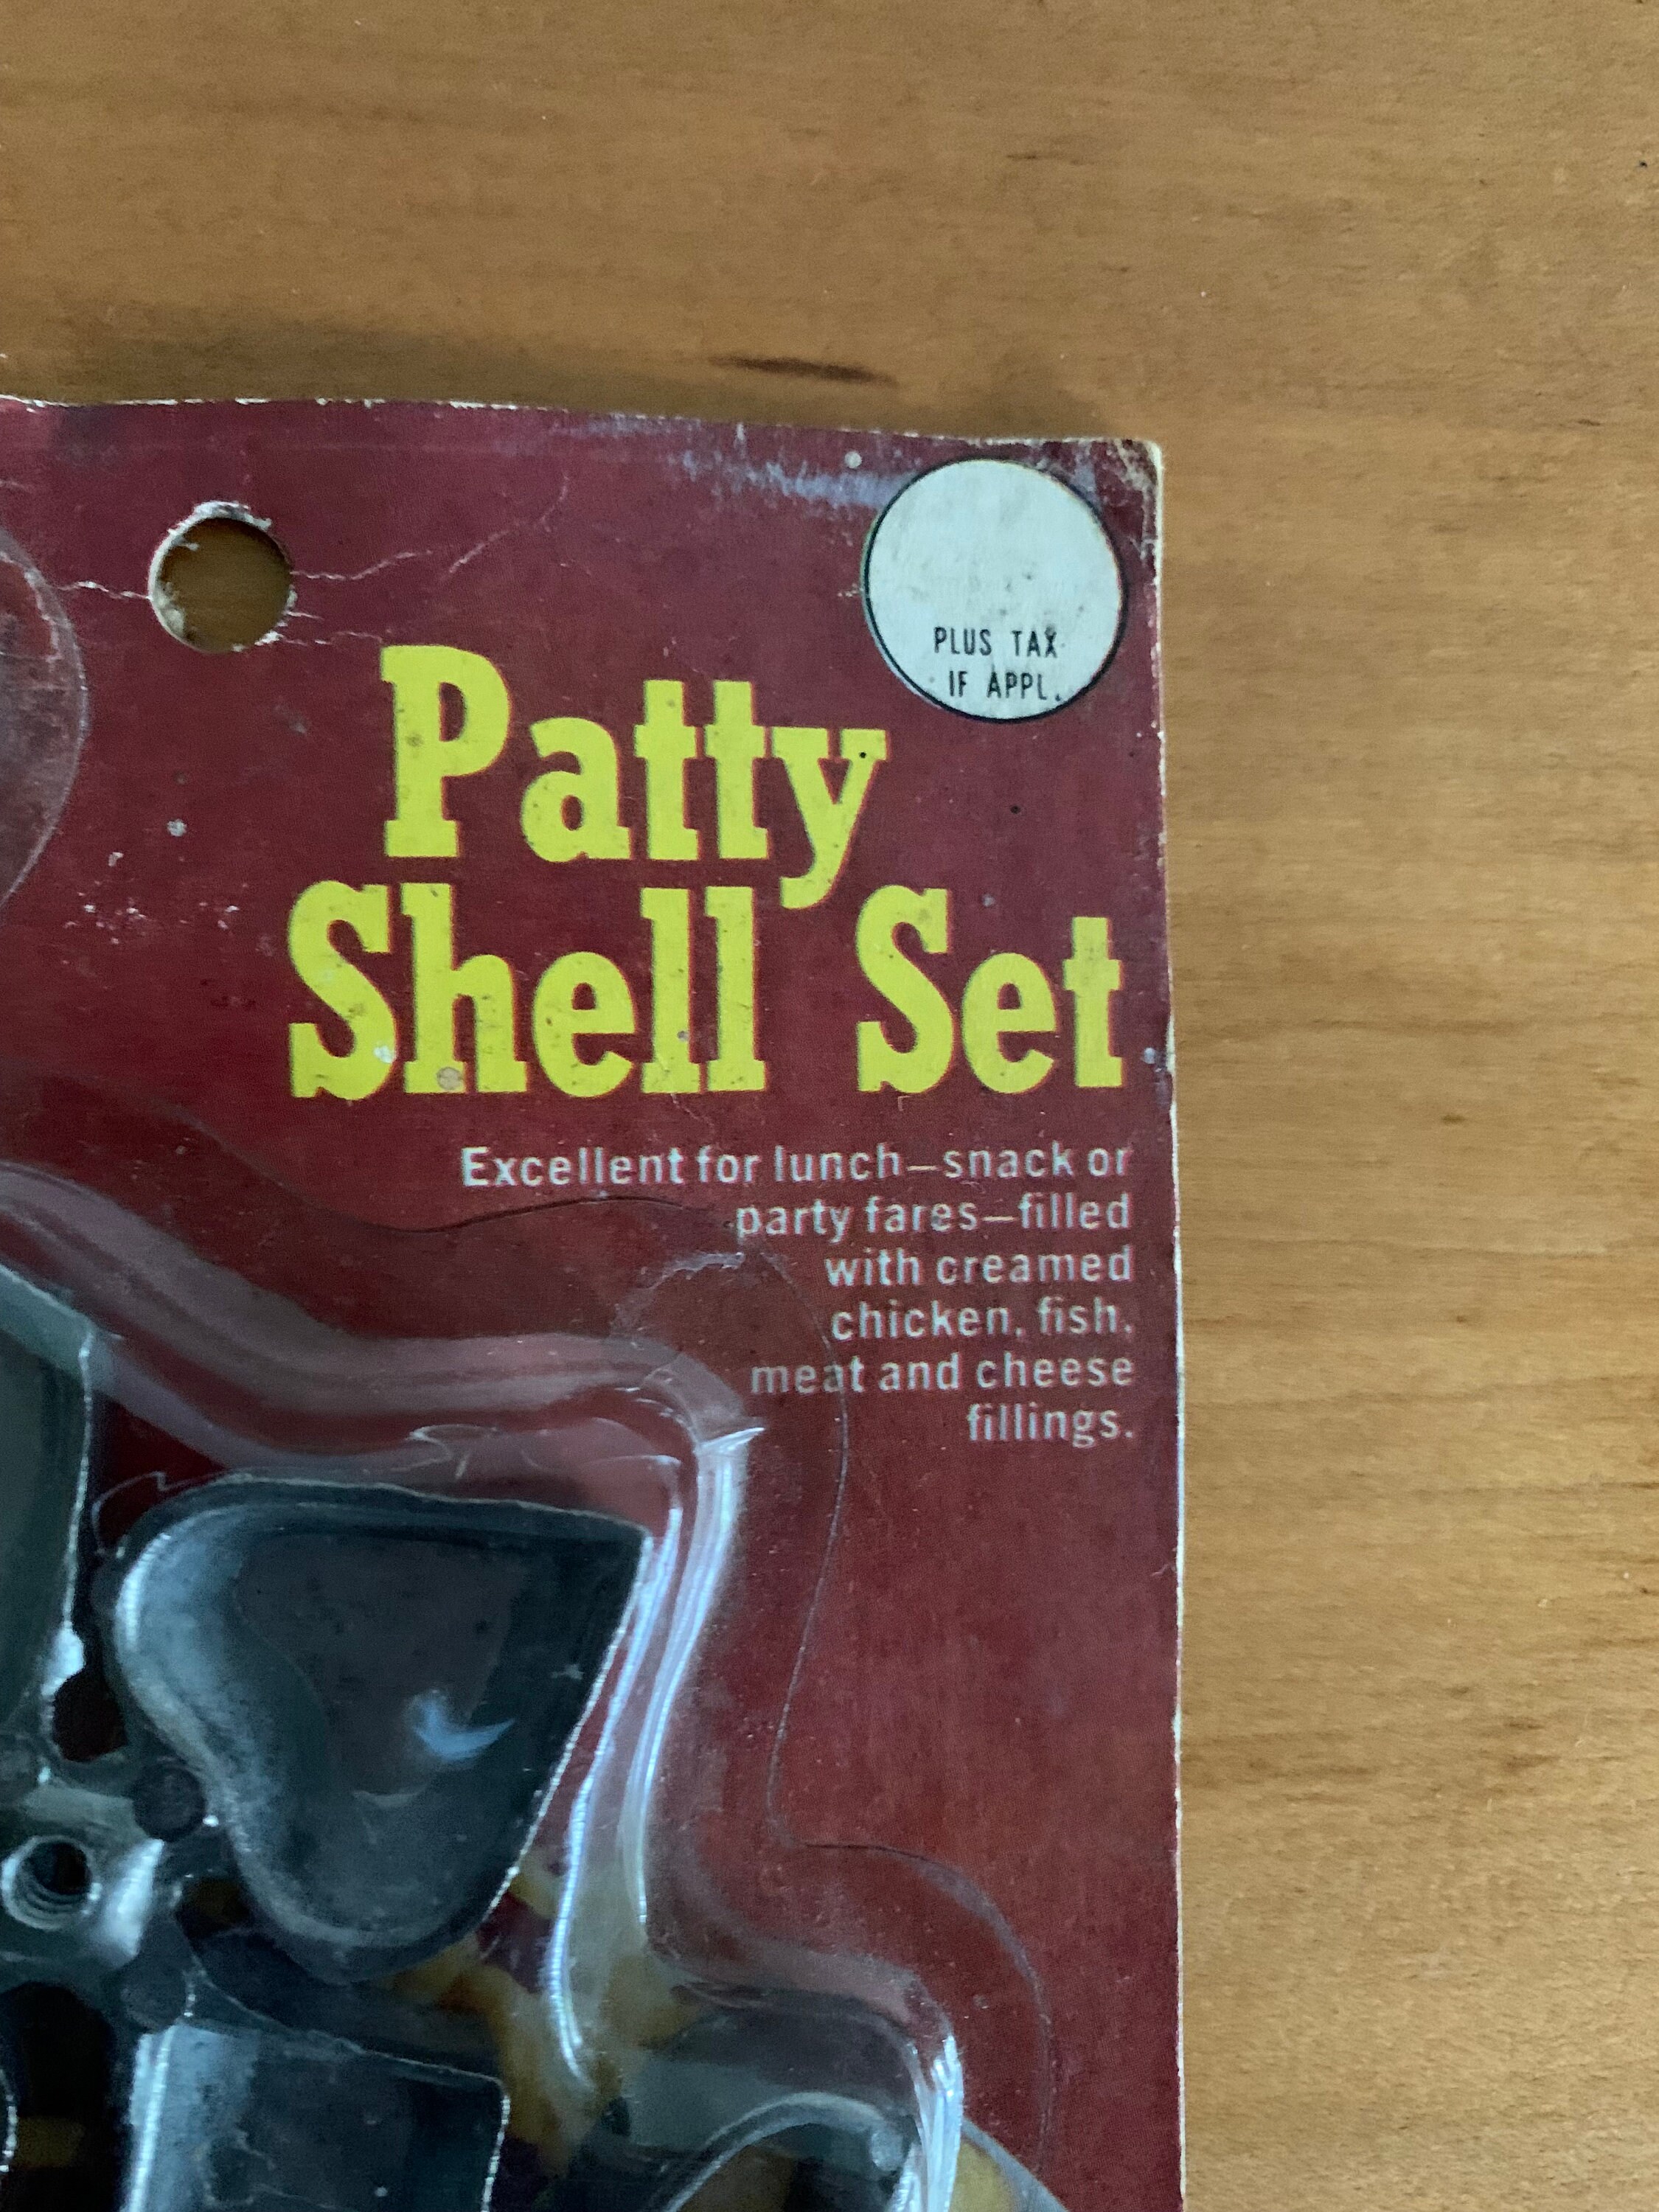 PLUS TAX
IF APPL.
Patty
Shell Set
Excellent for lunch—snack or
party fares—filled
with creamed
chicken, fish,
meat and cheese
fillings.